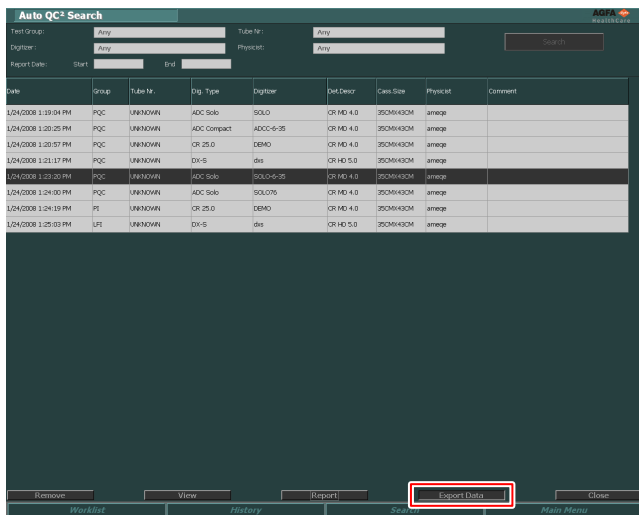 Auto QC² Search
AGFA
HealthCare
Test Group: Any Tube Nr: Any
Digitizer: Any Physicist: Any
Search
Report Date: Start End
Date Group Tube Nr. Dig. Type Digitizer Det.Descr Cass.Size Physicist Comment
1/24/2008 1:19:04 PM PQC UNKNOWN ADC Solo SOLO CR MD 4.0 35CMX43CM ameqe
1/24/2008 1:20:25 PM PQC UNKNOWN ADC Compact ADCC-6-35 CR MD 4.0 35CMX43CM ameqe
1/24/2008 1:20:57 PM PQC UNKNOWN CR 25.0 DEMO CR MD 4.0 35CMX43CM ameqe
1/24/2008 1:21:17 PM PQC UNKNOWN DX-S dxs CR HD 5.0 35CMX43CM ameqe
1/24/2008 1:23:20 PM PQC UNKNOWN ADC Solo SOLO-6-35 CR MD 4.0 35CMX43CM ameqe
1/24/2008 1:24:00 PM PQC UNKNOWN ADC Solo SOLO76 CR MD 4.0 35CMX43CM ameqe
1/24/2008 1:24:19 PM PI UNKNOWN CR 25.0 DEMO CR MD 4.0 35CMX43CM ameqe
1/24/2008 1:25:03 PM LFI UNKNOWN DX-S dxs CR HD 5.0 35CMX43CM ameqe
Remove View Report Export Data Close
Worklist History Search Main Menu